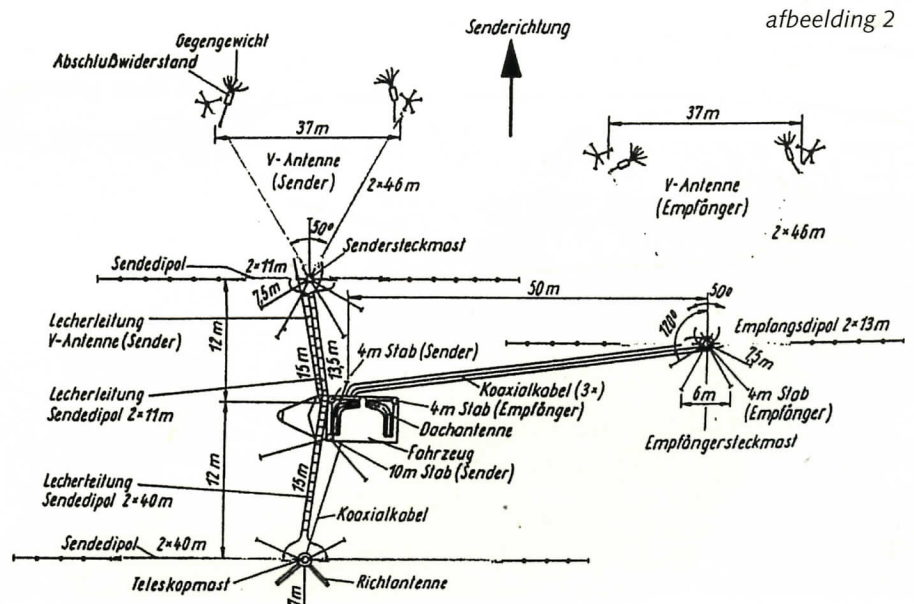 afbeelding 2
Senderichtung
Gegengewicht
Abschlußwiderstand
37m
V-Antenne
(Sender)
2×46m
37m
V-Antenne
(Empfänger)
2×46m
50°
Sendersteckmast
Sendedipol 2×11m
7,5m
50m
50°
120°
Empfangsdipol 2×13m
7,5
4m Stab
(Empfänger)
6m
Empfängersteckmast
Lecherleitung
V-Antenne (Sender)
12m
15m
13,5m
4m Stab (Sender)
Koaxialkabel (3×)
Lecherleitung
Sendedipol 2×11m
4m Stab (Empfänger)
Dachantenne
Fahrzeug
10m Stab (Sender)
12m
Lecherleitung
Sendedipol 2×40m
Koaxialkabel
Sendedipol 2×40m
Teleskopmast
Richtantenne